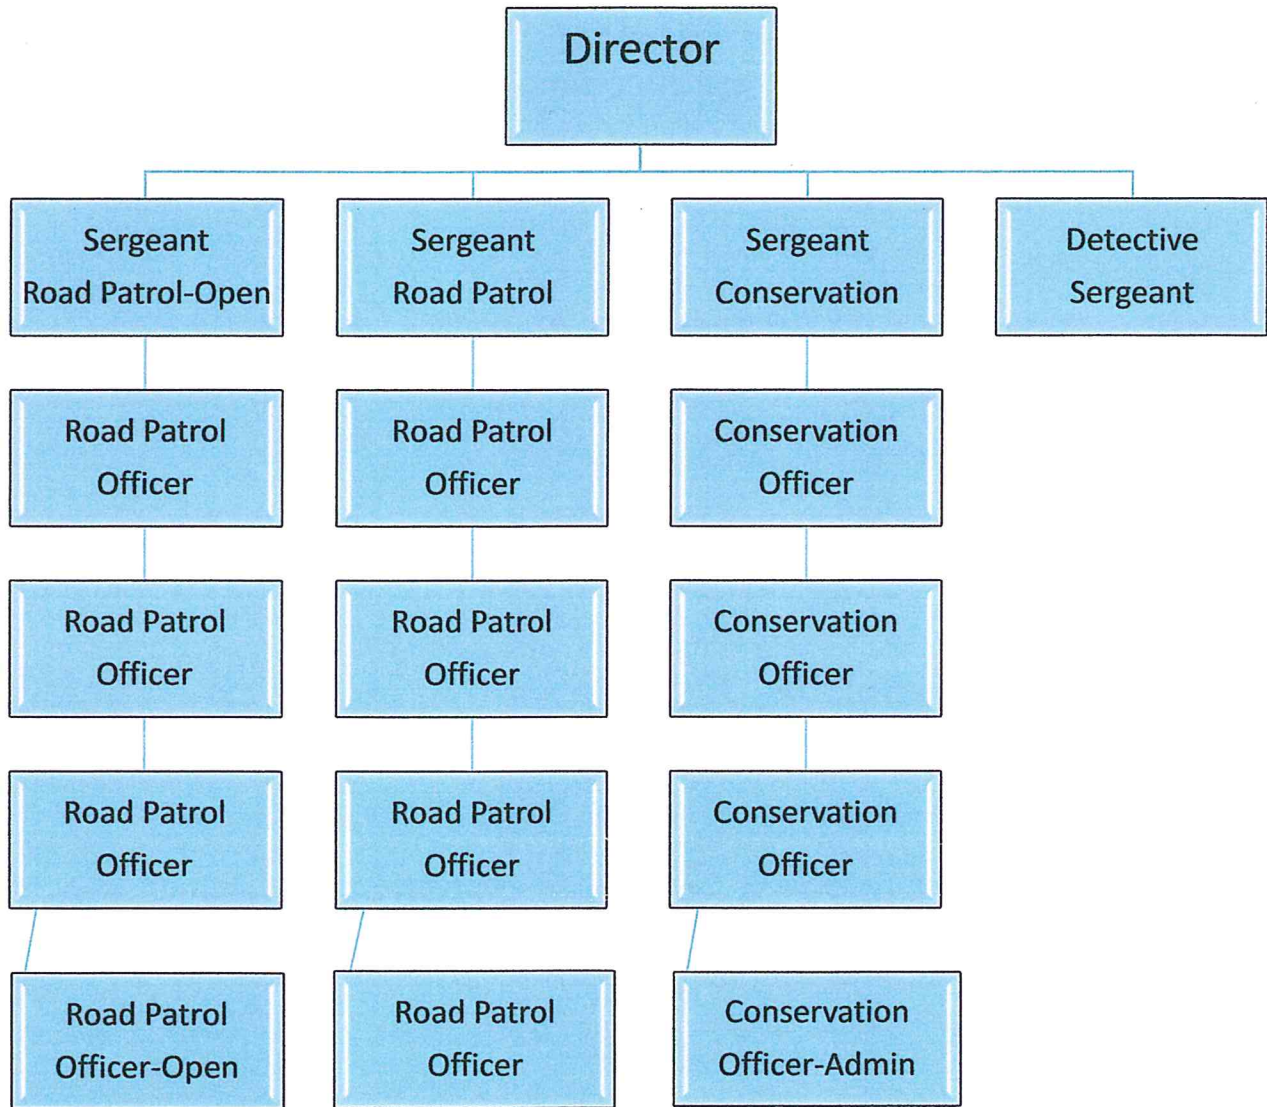 Director
Sergeant
Road Patrol-Open
Sergeant
Road Patrol
Sergeant
Conservation
Detective
Sergeant
Road Patrol
Officer
Road Patrol
Officer
Conservation
Officer
Road Patrol
Officer
Road Patrol
Officer
Conservation
Officer
Road Patrol
Officer
Road Patrol
Officer
Conservation
Officer
Road Patrol
Officer-Open
Road Patrol
Officer
Conservation
Officer-Admin